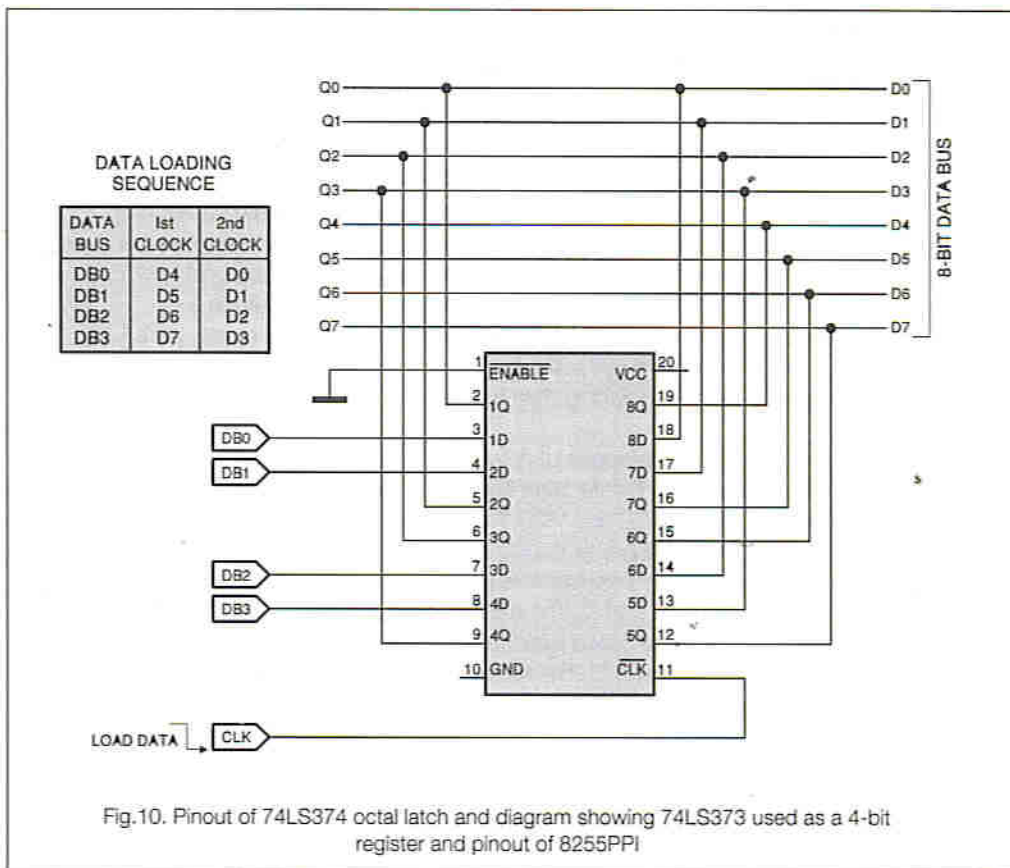 Q0 D0
Q1 D1
Q2 D2
Q3 D3
Q4 D4
Q5 D5
Q6 D6
Q7 D7
8-BIT DATA BUS
DATA LOADING
SEQUENCE
DATA BUS 1st CLOCK 2nd CLOCK
DB0 D4 D0
DB1 D5 D1
DB2 D6 D2
DB3 D7 D3
1 ENABLE VCC 20
2 1Q 8Q 19
DB0 3 1D 8D 18
DB1 4 2D 7D 17
5 2Q 7Q 16
6 3Q 6Q 15
DB2 7 3D 6D 14
DB3 8 4D 5D 13
9 4Q 5Q 12
10 GND CLK 11
LOAD DATA CLK
Fig.10. Pinout of 74LS374 octal latch and diagram showing 74LS373 used as a 4-bit
register and pinout of 8255PPI